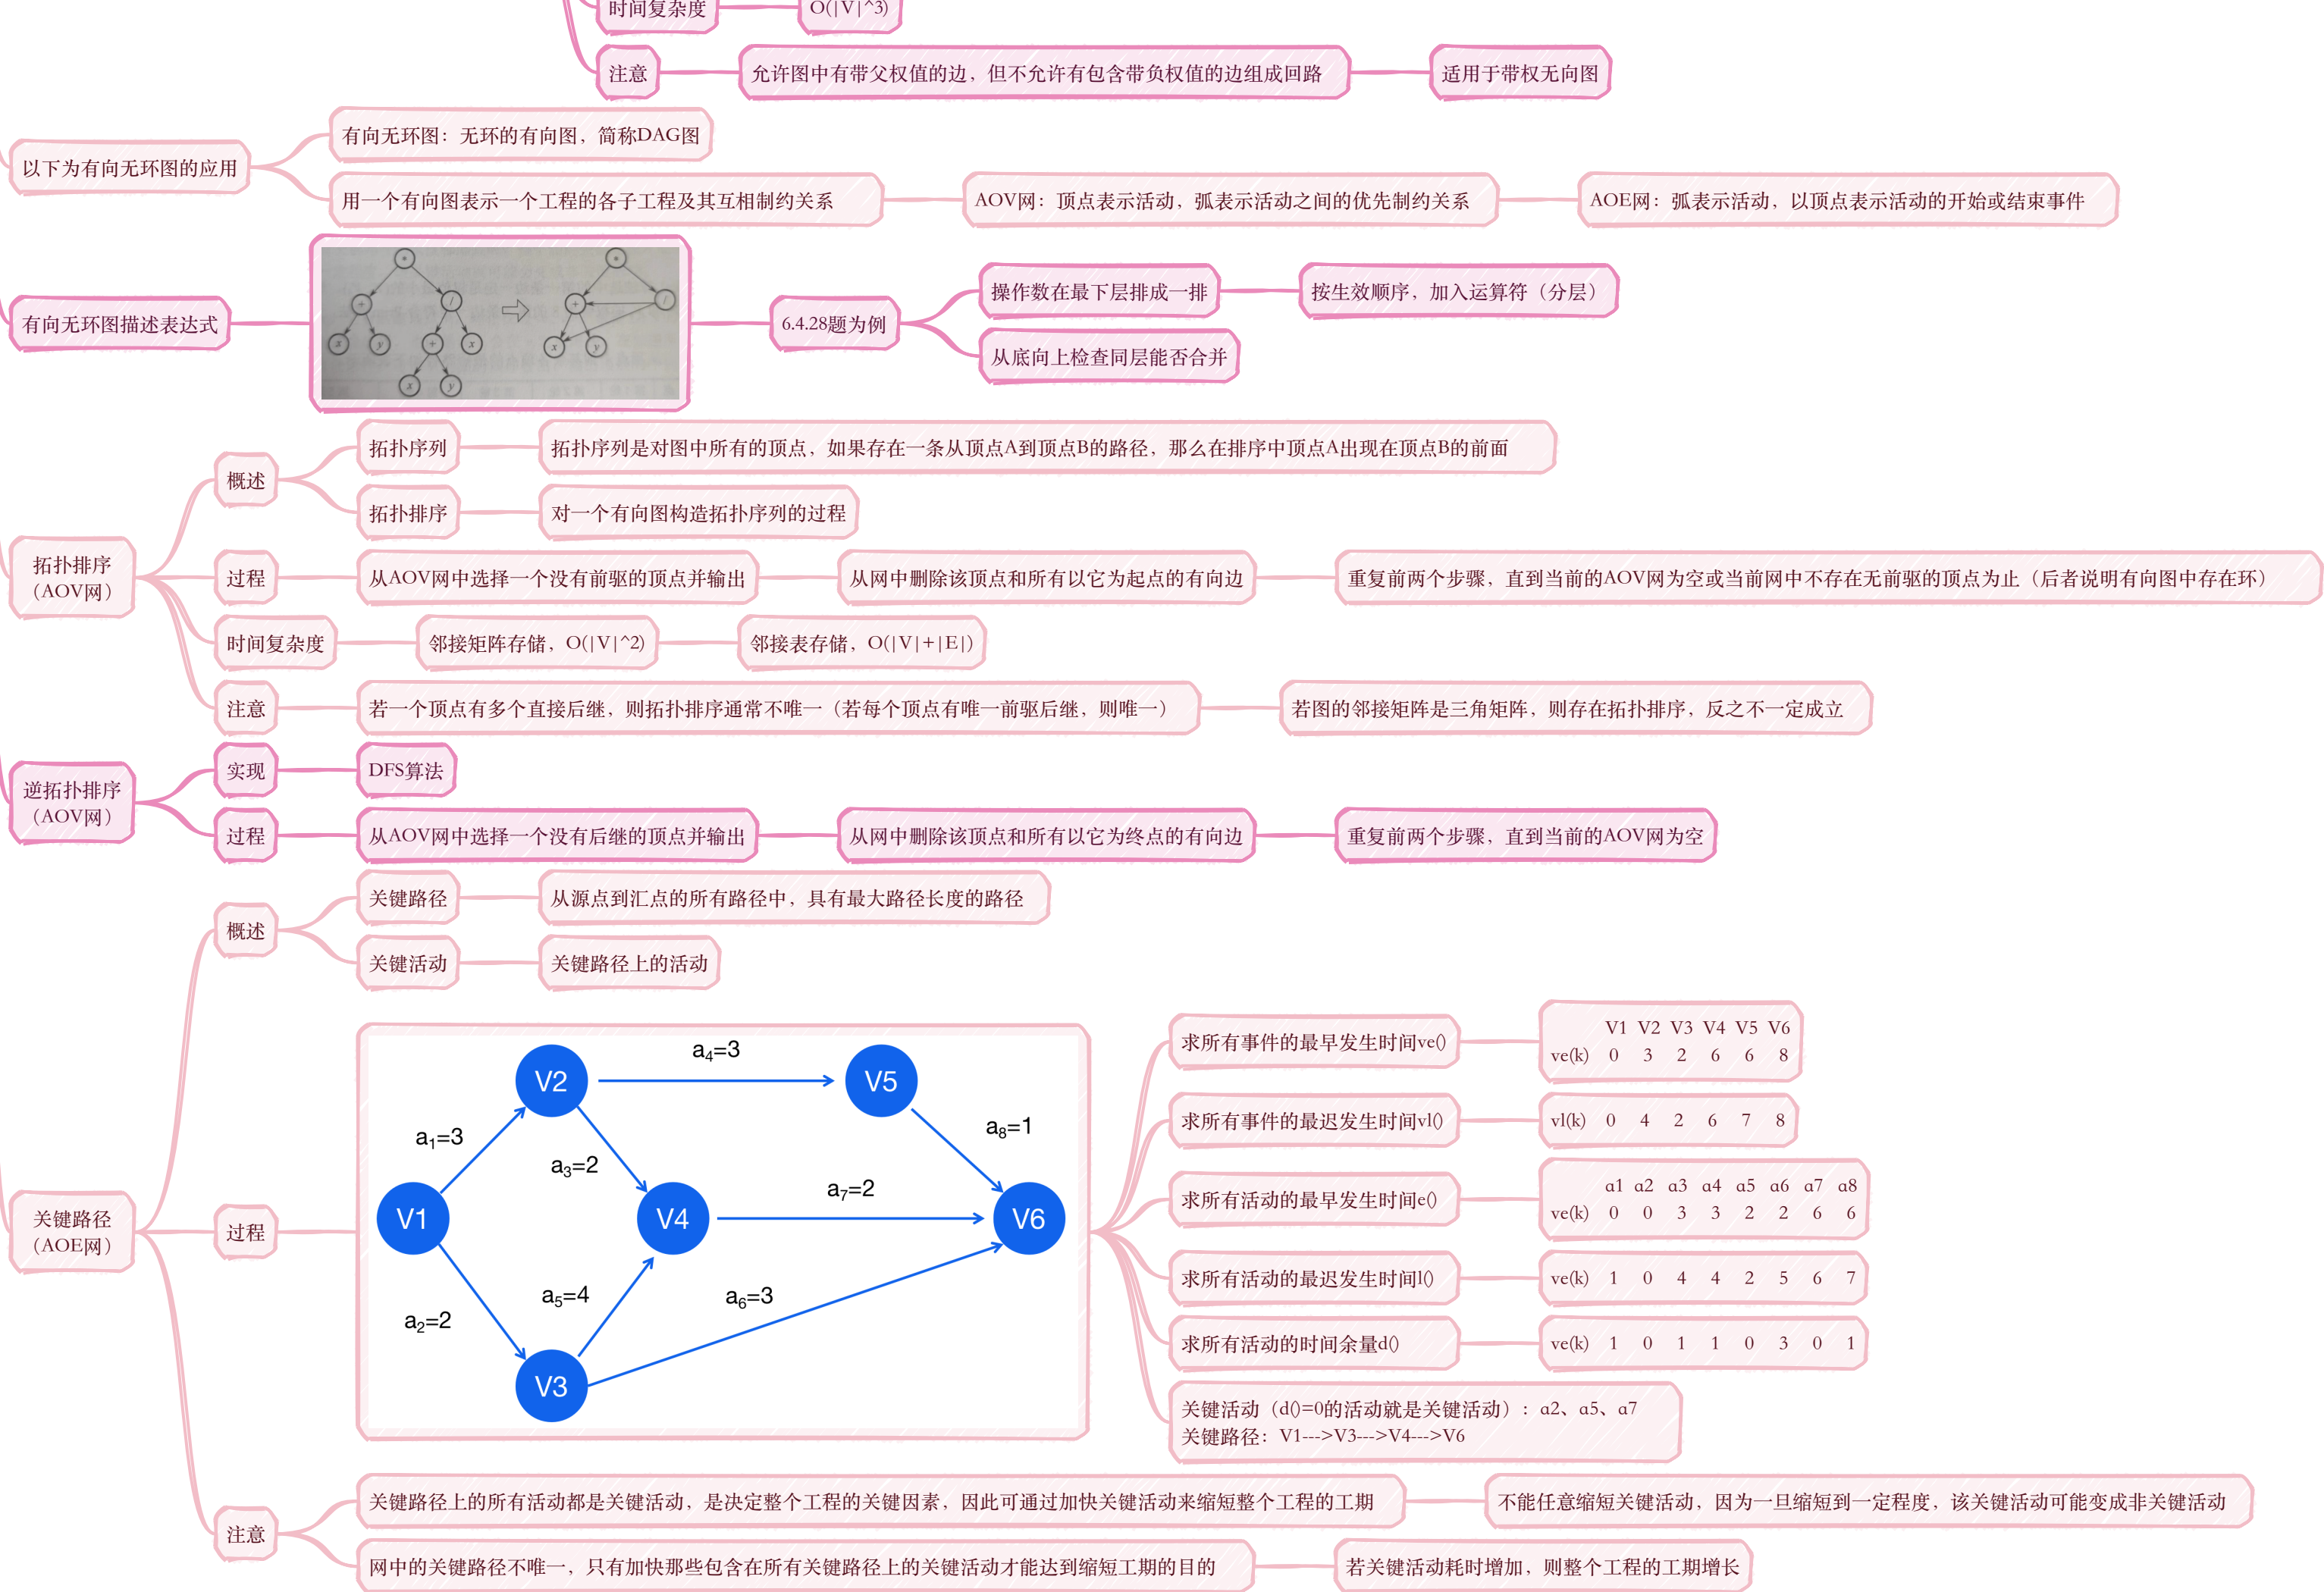 时间复杂度
O(|V|^3)
注意
允许图中有带父权值的边，但不允许有包含带负权值的边组成回路
适用于带权无向图
以下为有向无环图的应用
有向无环图：无环的有向图，简称DAG图
用一个有向图表示一个工程的各子工程及其互相制约关系
AOV网：顶点表示活动，弧表示活动之间的优先制约关系
AOE网：弧表示活动，以顶点表示活动的开始或结束事件
有向无环图描述表达式
+ / x y + x x y
+ / x y
6.4.28题为例
操作数在最下层排成一排
按生效顺序，加入运算符（分层）
从底向上检查同层能否合并
拓扑排序
（AOV网）
概述
拓扑序列
拓扑序列是对图中所有的顶点，如果存在一条从顶点A到顶点B的路径，那么在排序中顶点A出现在顶点B的前面
拓扑排序
对一个有向图构造拓扑序列的过程
过程
从AOV网中选择一个没有前驱的顶点并输出
从网中删除该顶点和所有以它为起点的有向边
重复前两个步骤，直到当前的AOV网为空或当前网中不存在无前驱的顶点为止（后者说明有向图中存在环）
时间复杂度
邻接矩阵存储，O(|V|^2)
邻接表存储，O(|V|+|E|)
注意
若一个顶点有多个直接后继，则拓扑排序通常不唯一（若每个顶点有唯一前驱后继，则唯一）
若图的邻接矩阵是三角矩阵，则存在拓扑排序，反之不一定成立
逆拓扑排序
（AOV网）
实现
DFS算法
过程
从AOV网中选择一个没有后继的顶点并输出
从网中删除该顶点和所有以它为终点的有向边
重复前两个步骤，直到当前的AOV网为空
关键路径
（AOE网）
概述
关键路径
从源点到汇点的所有路径中，具有最大路径长度的路径
关键活动
关键路径上的活动
过程
a4=3
V2
V5
a1=3
a8=1
a3=2
a7=2
V1
V4
V6
a5=4
a6=3
a2=2
V3
求所有事件的最早发生时间ve()
V1 V2 V3 V4 V5 V6
ve(k) 0 3 2 6 6 8
求所有事件的最迟发生时间vl()
vl(k) 0 4 2 6 7 8
求所有活动的最早发生时间e()
a1 a2 a3 a4 a5 a6 a7 a8
ve(k) 0 0 3 3 2 2 6 6
求所有活动的最迟发生时间l()
ve(k) 1 0 4 4 2 5 6 7
求所有活动的时间余量d()
ve(k) 1 0 1 1 0 3 0 1
关键活动（d()=0的活动就是关键活动）：a2、a5、a7
关键路径：V1--->V3--->V4--->V6
注意
关键路径上的所有活动都是关键活动，是决定整个工程的关键因素，因此可通过加快关键活动来缩短整个工程的工期
不能任意缩短关键活动，因为一旦缩短到一定程度，该关键活动可能变成非关键活动
网中的关键路径不唯一，只有加快那些包含在所有关键路径上的关键活动才能达到缩短工期的目的
若关键活动耗时增加，则整个工程的工期增长